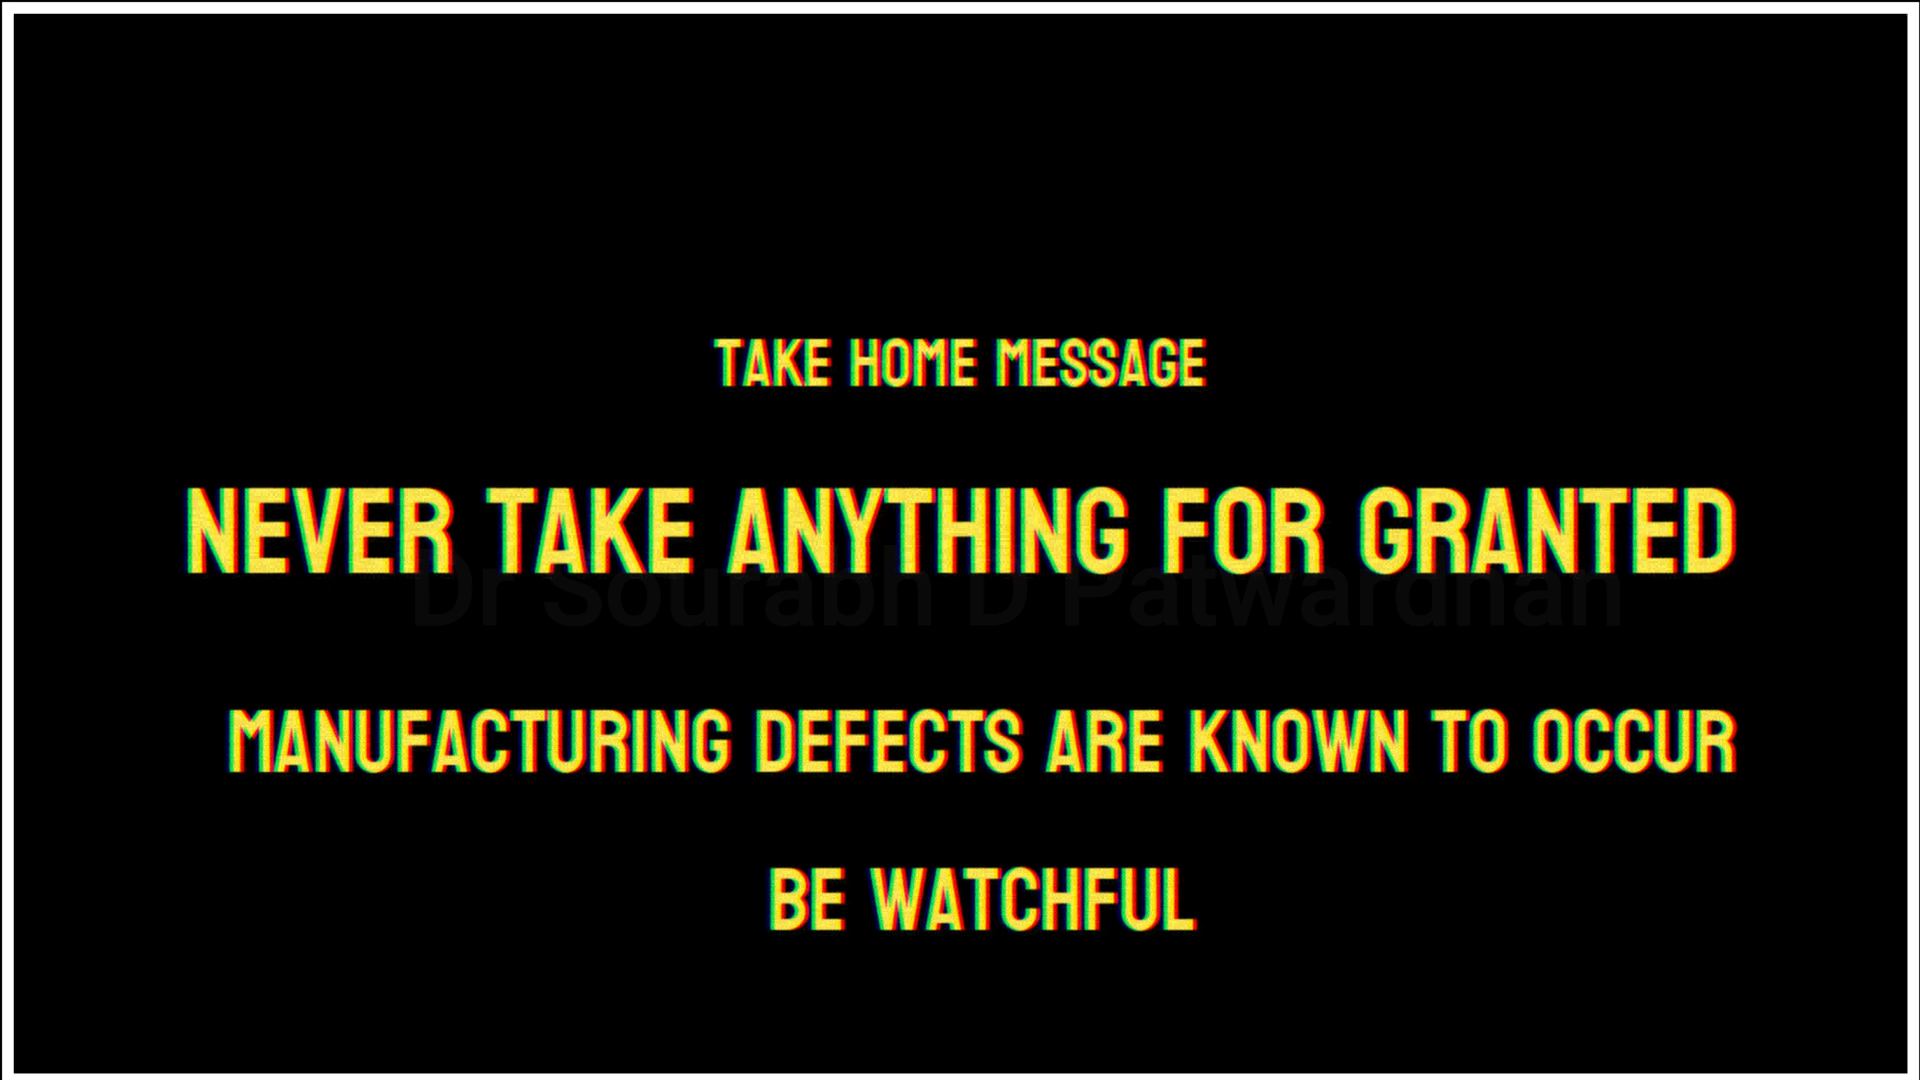 TAKE HOME MESSAGE
NEVER TAKE ANYTHING FOR GRANTED
Dr Sourabh D Patwardhan
MANUFACTURING DEFECTS ARE KNOWN TO OCCUR
BE WATCHFUL